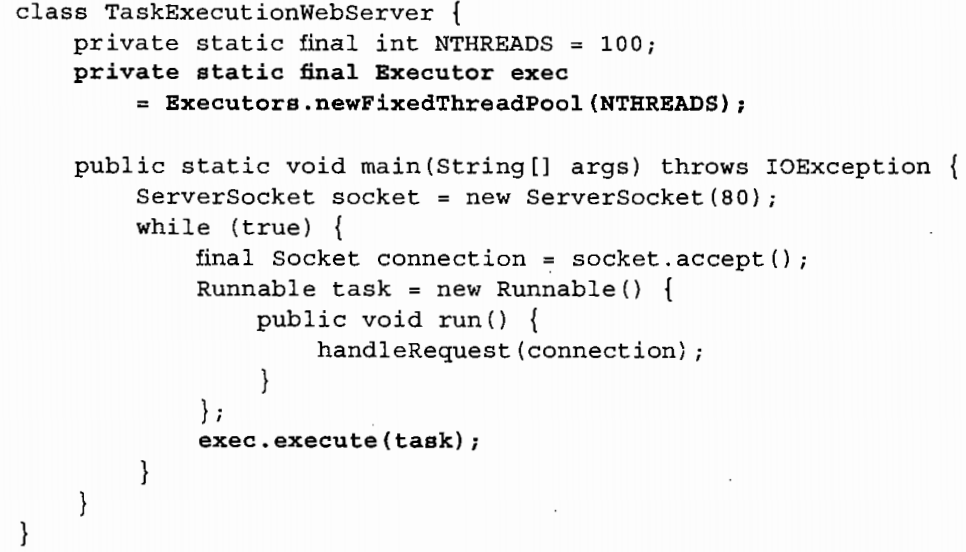 class TaskExecutionWebServer {
    private static final int NTHREADS = 100;
    private static final Executor exec
        = Executors.newFixedThreadPool(NTHREADS);

    public static void main(String[] args) throws IOException {
        ServerSocket socket = new ServerSocket(80);
        while (true) {
            final Socket connection = socket.accept();
            Runnable task = new Runnable() {
                public void run() {
                    handleRequest(connection);
                }
            };
            exec.execute(task);
        }
    }
}